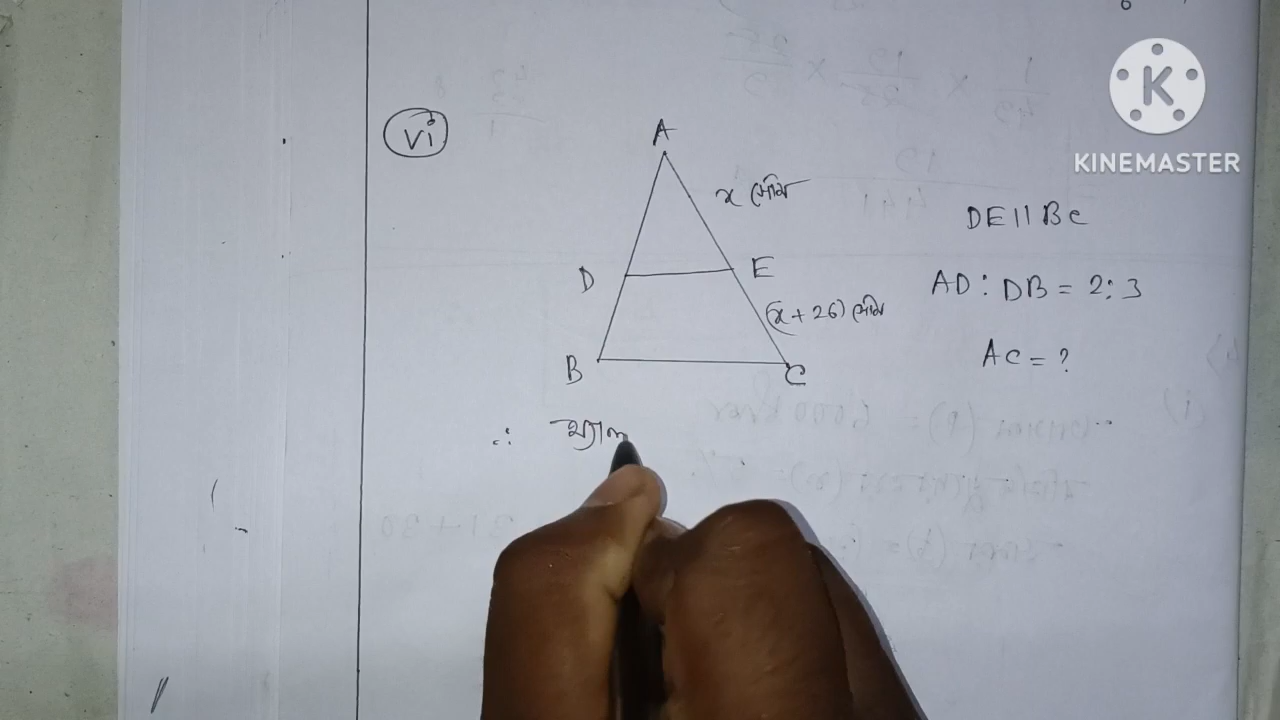 vi
A
x সেমি
D
E
(x + 26) সেমি
B
C
DE || BC
AD : DB = 2 : 3
AC = ?
∴ থ্যাল
KINEMASTER